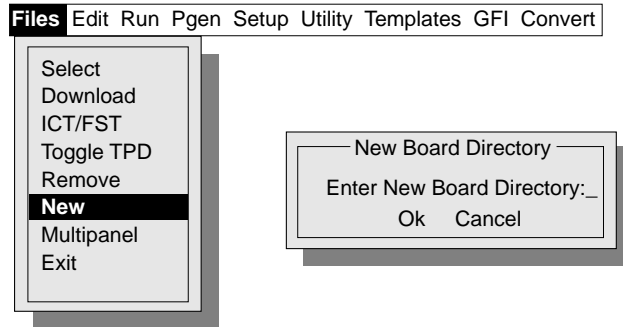 Files Edit Run Pgen Setup Utility Templates GFI Convert
Select
Download
ICT/FST
Toggle TPD
Remove
New
Multipanel
Exit
New Board Directory
Enter New Board Directory:_
Ok Cancel